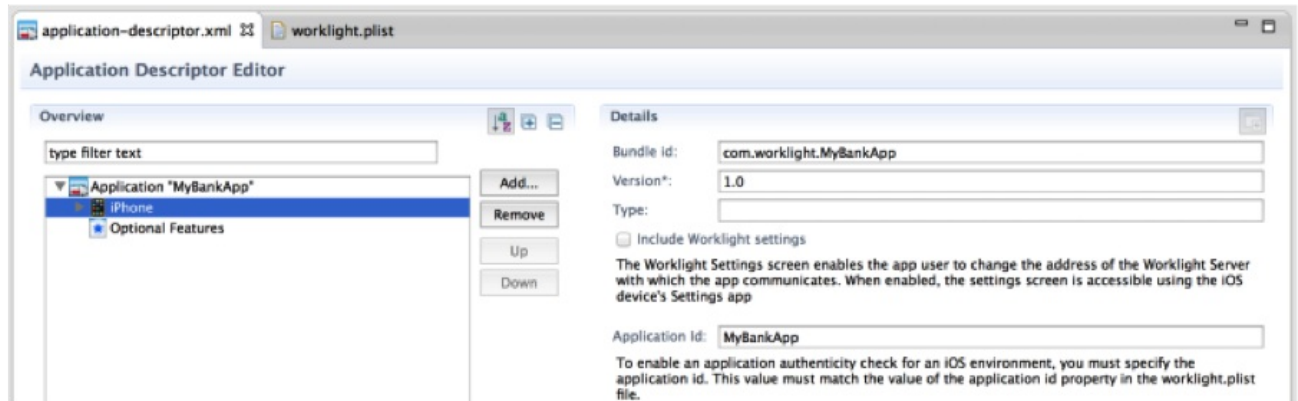 application-descriptor.xml worklight.plist
Application Descriptor Editor
Overview
type filter text
Application "MyBankApp"
iPhone
Optional Features
Add...
Remove
Up
Down
Details
Bundle id: com.worklight.MyBankApp
Version*: 1.0
Type:
Include Worklight settings
The Worklight Settings screen enables the app user to change the address of the Worklight Server
with which the app communicates. When enabled, the settings screen is accessible using the iOS
device's Settings app
Application Id: MyBankApp
To enable an application authenticity check for an iOS environment, you must specify the
application id. This value must match the value of the application id property in the worklight.plist
file.